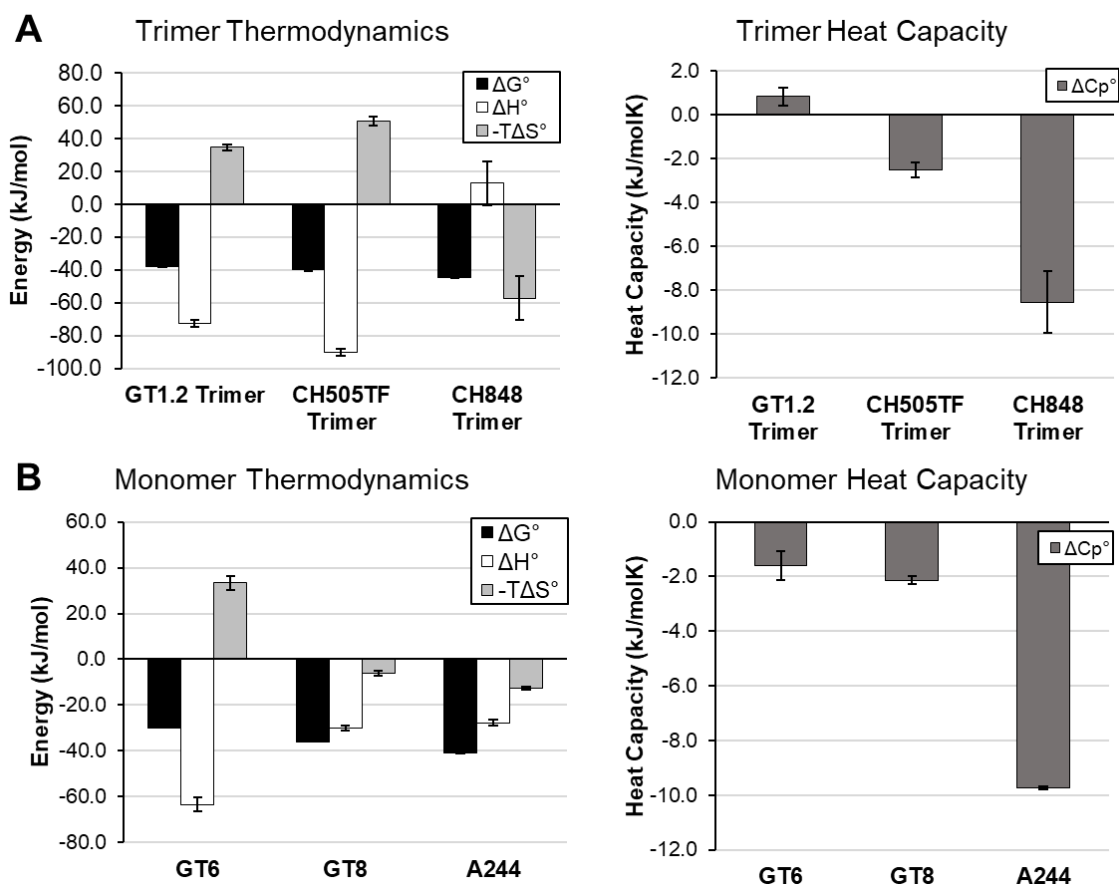 A
Trimer Thermodynamics
Energy (kJ/mol)
80.0
60.0
40.0
20.0
0.0
-20.0
-40.0
-60.0
-80.0
-100.0
ΔG°
ΔH°
-TΔS°
GT1.2 Trimer
CH505TF
Trimer
CH848
Trimer
Trimer Heat Capacity
Heat Capacity (kJ/molK)
2.0
0.0
-2.0
-4.0
-6.0
-8.0
-10.0
-12.0
ΔCp°
GT1.2
Trimer
CH505TF
Trimer
CH848
Trimer
B
Monomer Thermodynamics
Energy (kJ/mol)
60.0
40.0
20.0
0.0
-20.0
-40.0
-60.0
-80.0
ΔG°
ΔH°
-TΔS°
GT6
GT8
A244
Monomer Heat Capacity
Heat Capacity (kJ/molK)
0.0
-2.0
-4.0
-6.0
-8.0
-10.0
-12.0
ΔCp°
GT6
GT8
A244